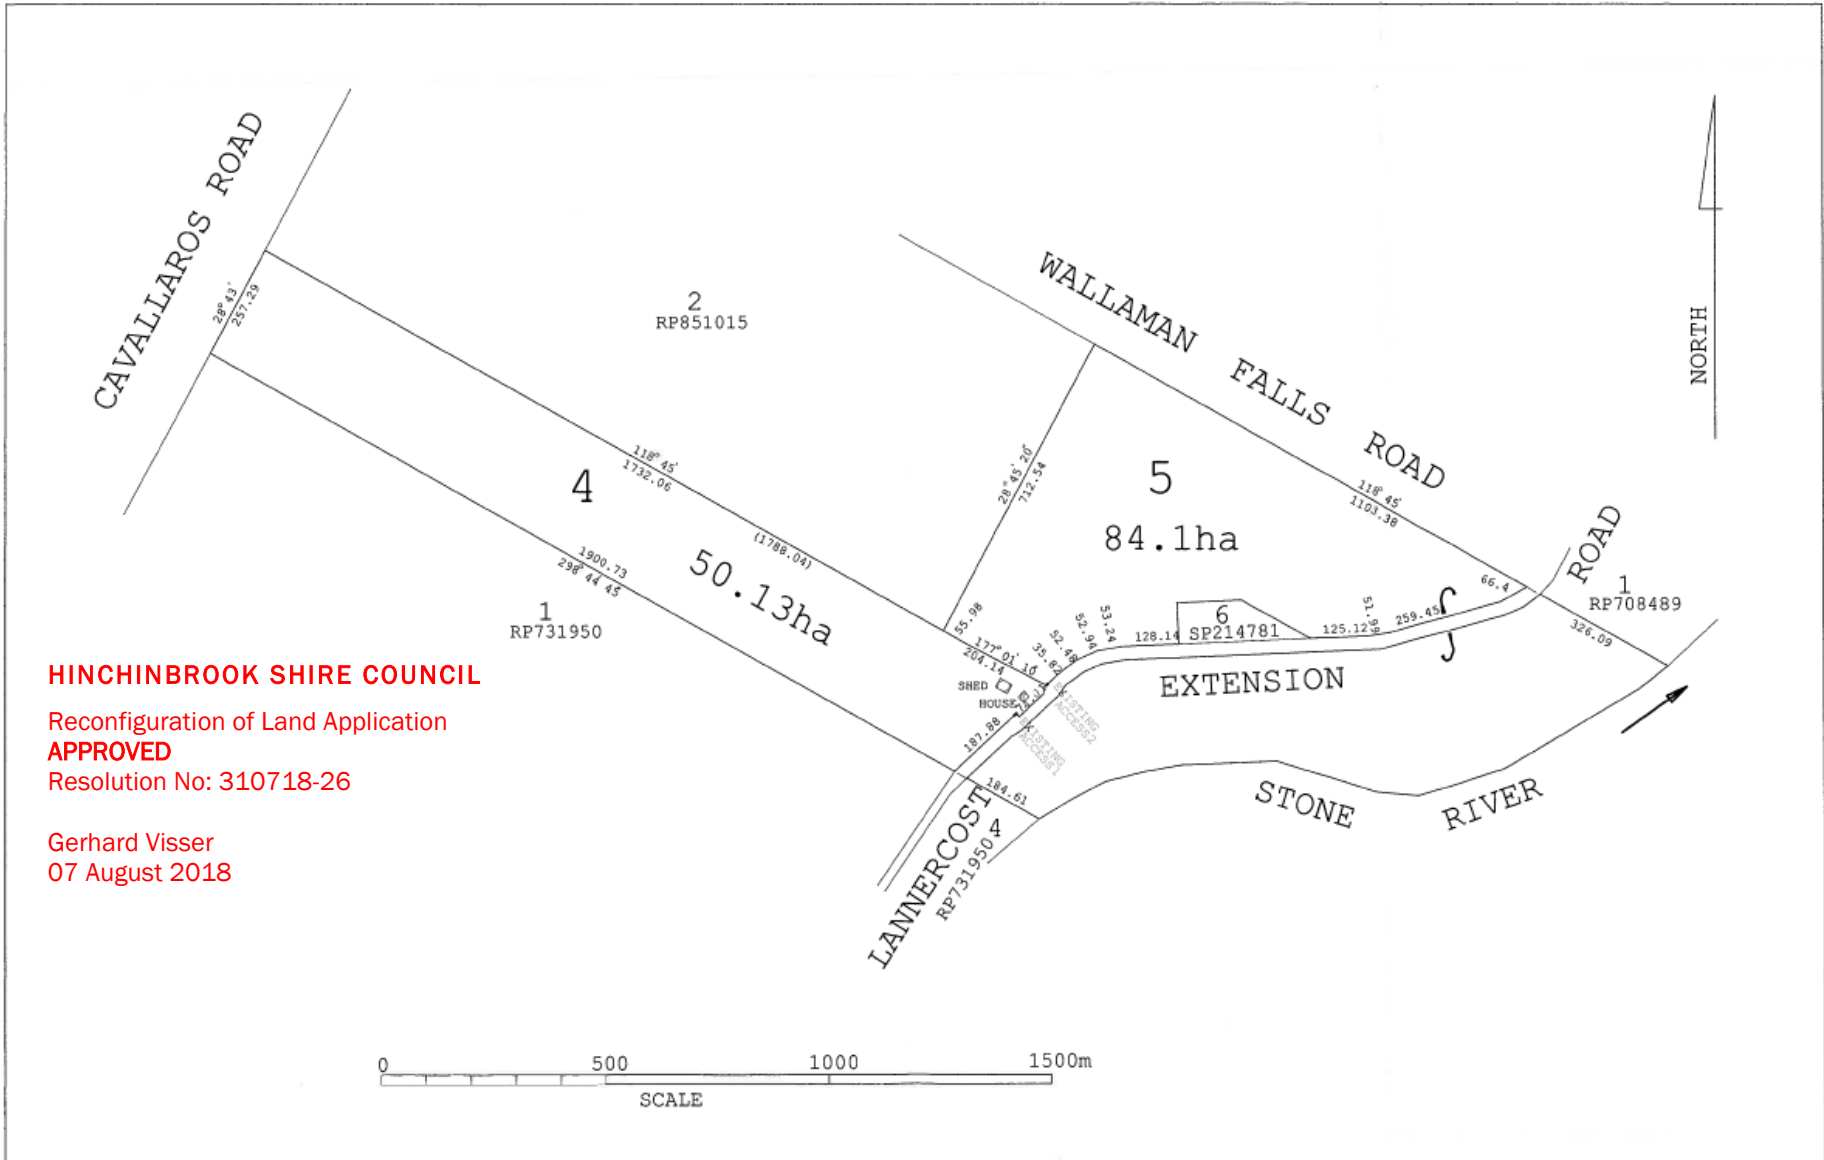 CAVALLAROS ROAD
28° 43'
257.29
2
RP851015
WALLAMAN FALLS ROAD
NORTH
118° 45'
1732.06
(1788.04)
4
50.13ha
1900.73
298° 44' 45
1
RP731950
28° 45' 20"
712.54
5
84.1ha
118° 45'
1103.38
66.4
ROAD
1
RP708489
326.09
55.98
177° 01' 10"
204.14
35.82
52.48
52.94
53.24
128.14
6
SP214781
125.12
51.99
259.45
EXTENSION
SHED
HOUSE
EXISTING
ACCESS2
EXISTING
ACCESS1
187.88
184.61
LANNERCOST
4
RP731950
STONE RIVER
HINCHINBROOK SHIRE COUNCIL
Reconfiguration of Land Application
APPROVED
Resolution No: 310718-26
Gerhard Visser
07 August 2018
0 500 1000 1500m
SCALE